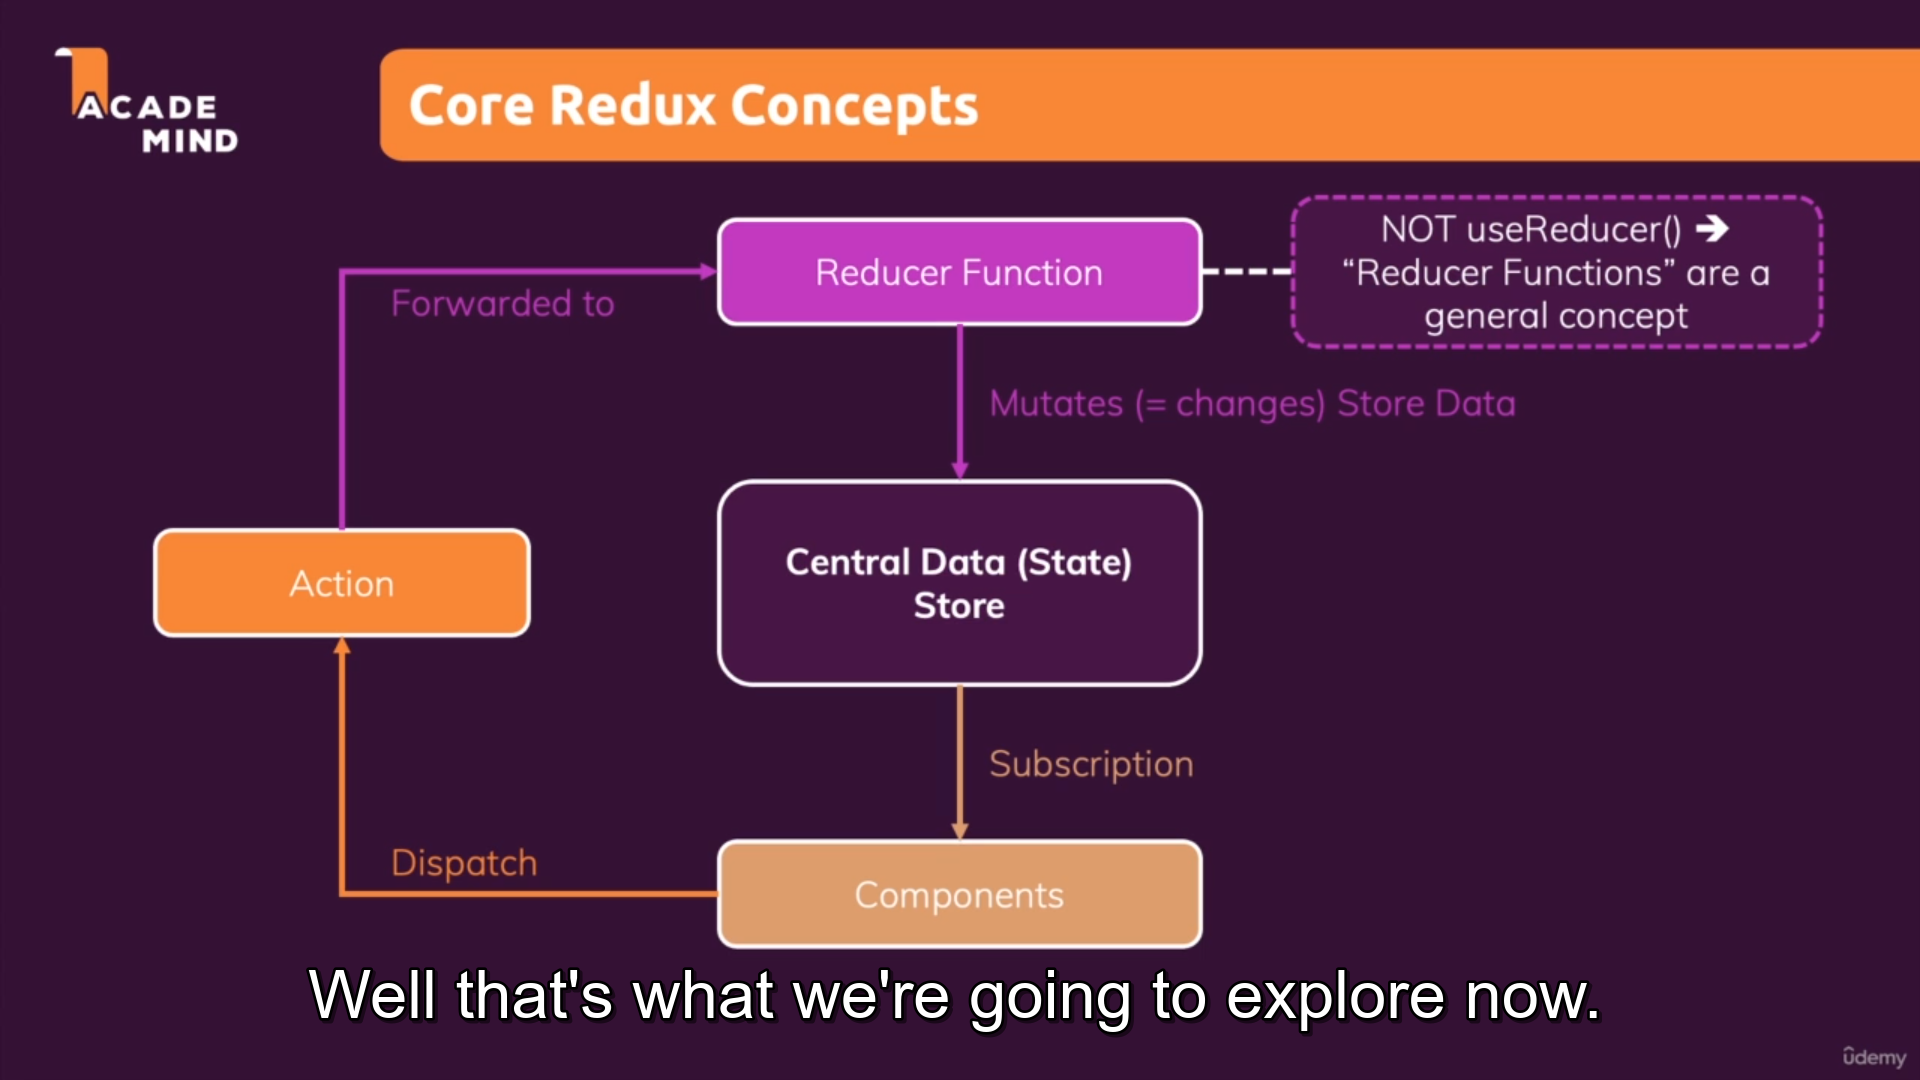 ACADE
MIND
Core Redux Concepts
Reducer Function
NOT useReducer() ➔
“Reducer Functions” are a
general concept
Forwarded to
Mutates (= changes) Store Data
Action
Central Data (State)
Store
Subscription
Dispatch
Components
Well that's what we're going to explore now.
ûdemy